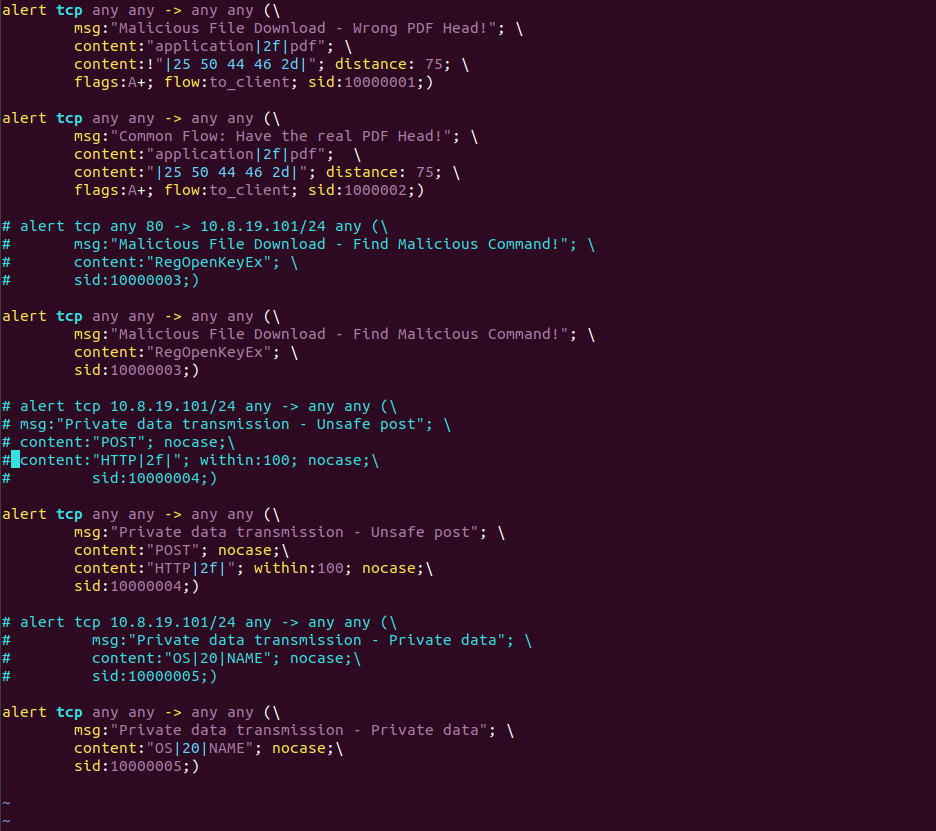 alert tcp any any -> any any (\
        msg:"Malicious File Download - Wrong PDF Head!"; \
        content:"application|2f|pdf"; \
        content:!"|25 50 44 46 2d|"; distance: 75; \
        flags:A+; flow:to_client; sid:10000001;)

alert tcp any any -> any any (\
        msg:"Common Flow: Have the real PDF Head!"; \
        content:"application|2f|pdf";  \
        content:"|25 50 44 46 2d|"; distance: 75; \
        flags:A+; flow:to_client; sid:1000002;)

# alert tcp any 80 -> 10.8.19.101/24 any (\
#       msg:"Malicious File Download - Find Malicious Command!"; \
#       content:"RegOpenKeyEx"; \
#       sid:10000003;)

alert tcp any any -> any any (\
        msg:"Malicious File Download - Find Malicious Command!"; \
        content:"RegOpenKeyEx"; \
        sid:10000003;)

# alert tcp 10.8.19.101/24 any -> any any (\
# msg:"Private data transmission - Unsafe post"; \
# content:"POST"; nocase;\
# content:"HTTP|2f|"; within:100; nocase;\
#         sid:10000004;)

alert tcp any any -> any any (\
        msg:"Private data transmission - Unsafe post"; \
        content:"POST"; nocase;\
        content:"HTTP|2f|"; within:100; nocase;\
        sid:10000004;)

# alert tcp 10.8.19.101/24 any -> any any (\
#         msg:"Private data transmission - Private data"; \
#         content:"OS|20|NAME"; nocase;\
#         sid:10000005;)

alert tcp any any -> any any (\
        msg:"Private data transmission - Private data"; \
        content:"OS|20|NAME"; nocase;\
        sid:10000005;)

~
~